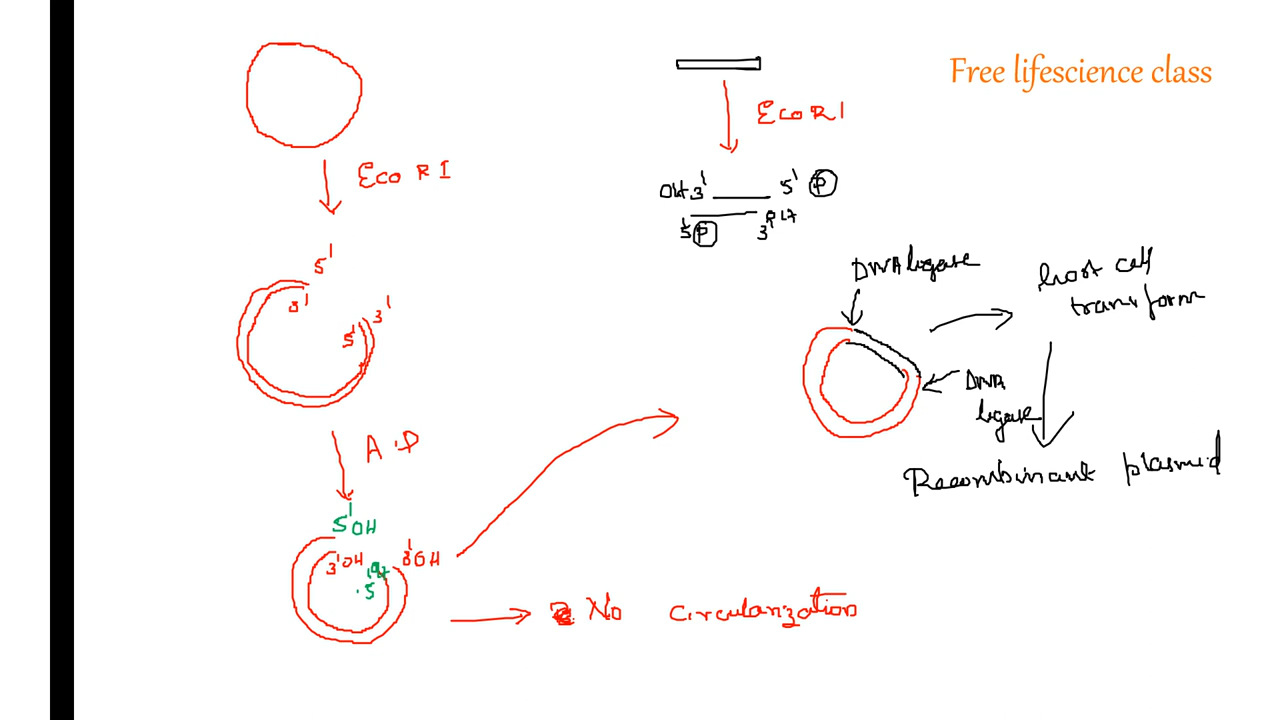 Free lifescience class
EcoRI
EcoRI
OH 3' 5' P
5' P 3'
5'
3'
3'
5'
DNA ligase
host cell
transform
DNA
ligase
A.P
Recombinant plasmid
5' OH
3' OH
3' OH
5
No circularization